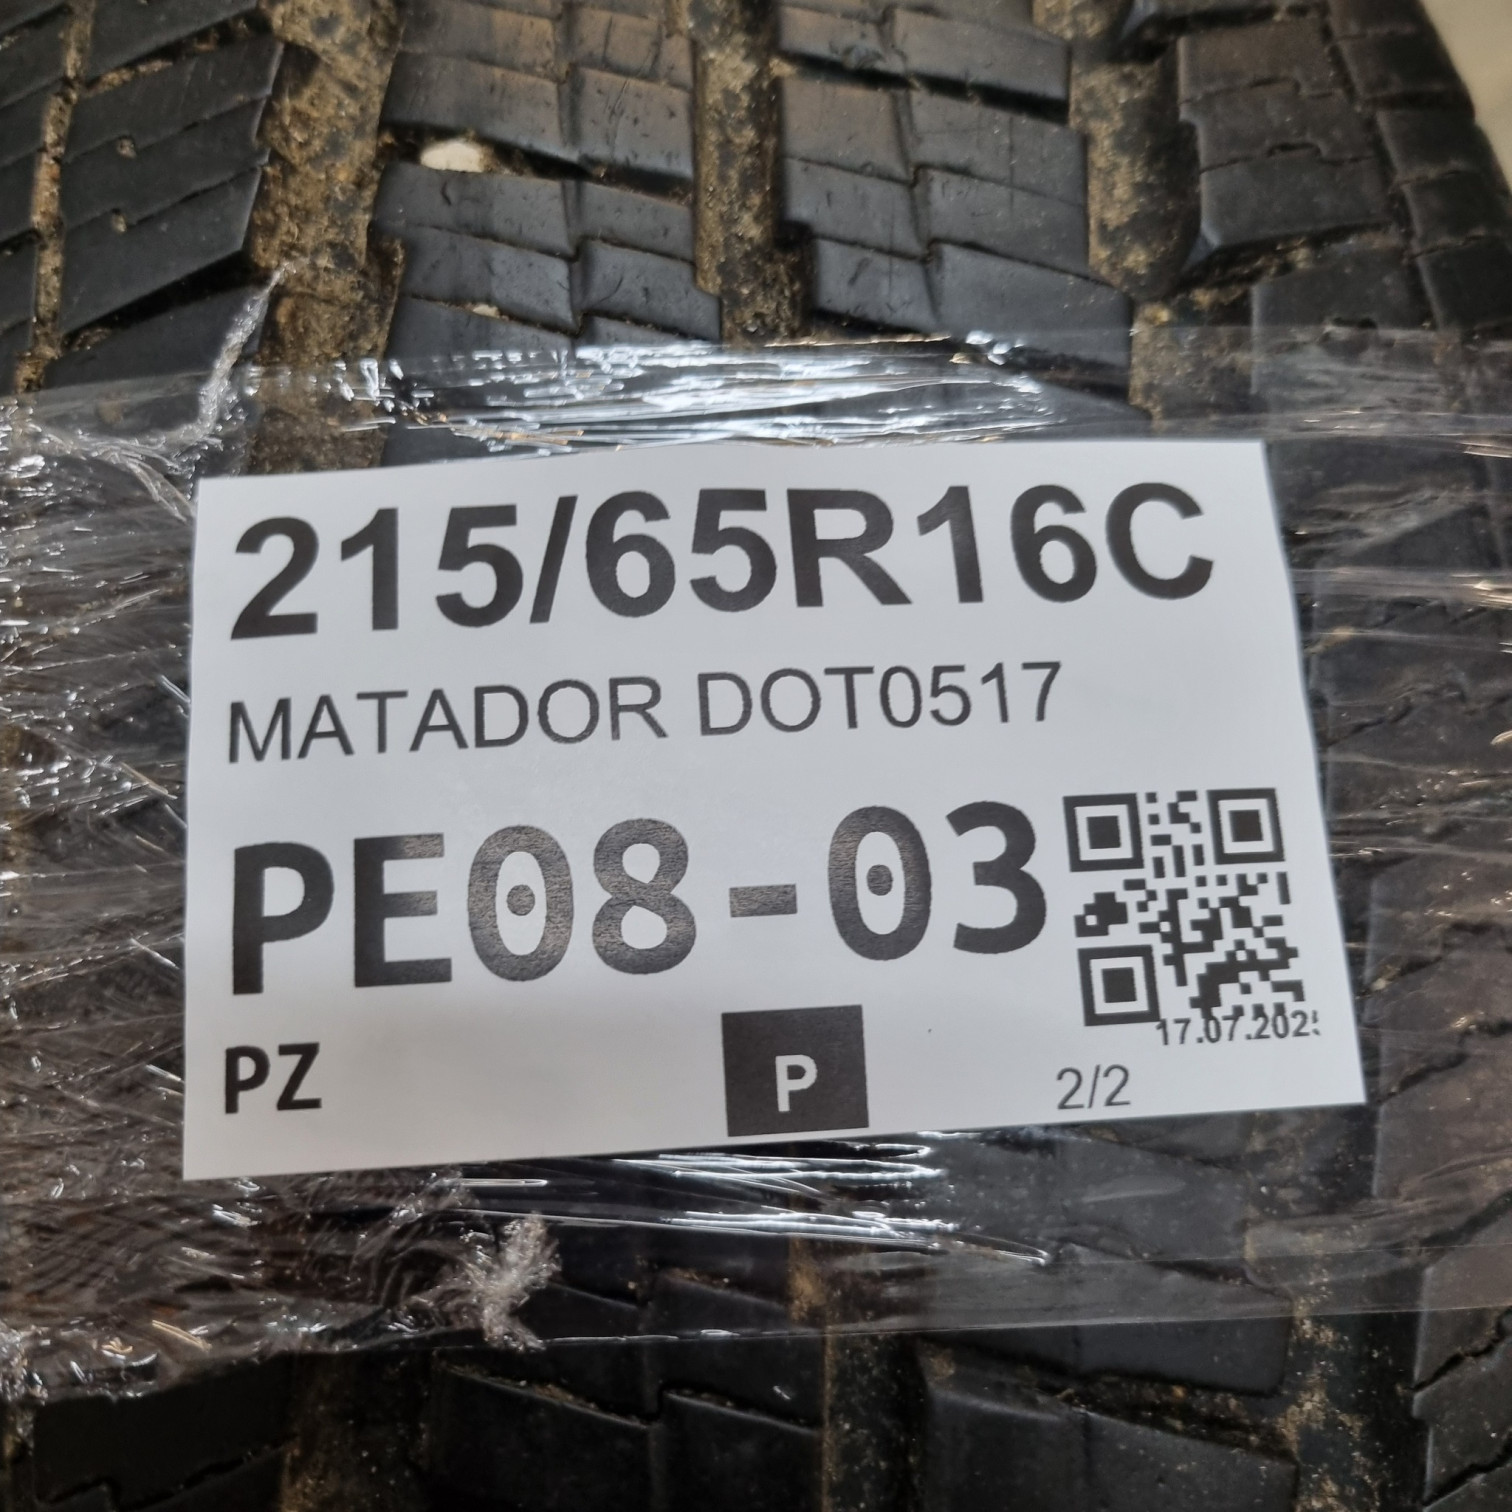 215/65R16C
MATADOR DOT0517
PE08-03
17.07.202
PZ
P
2/2